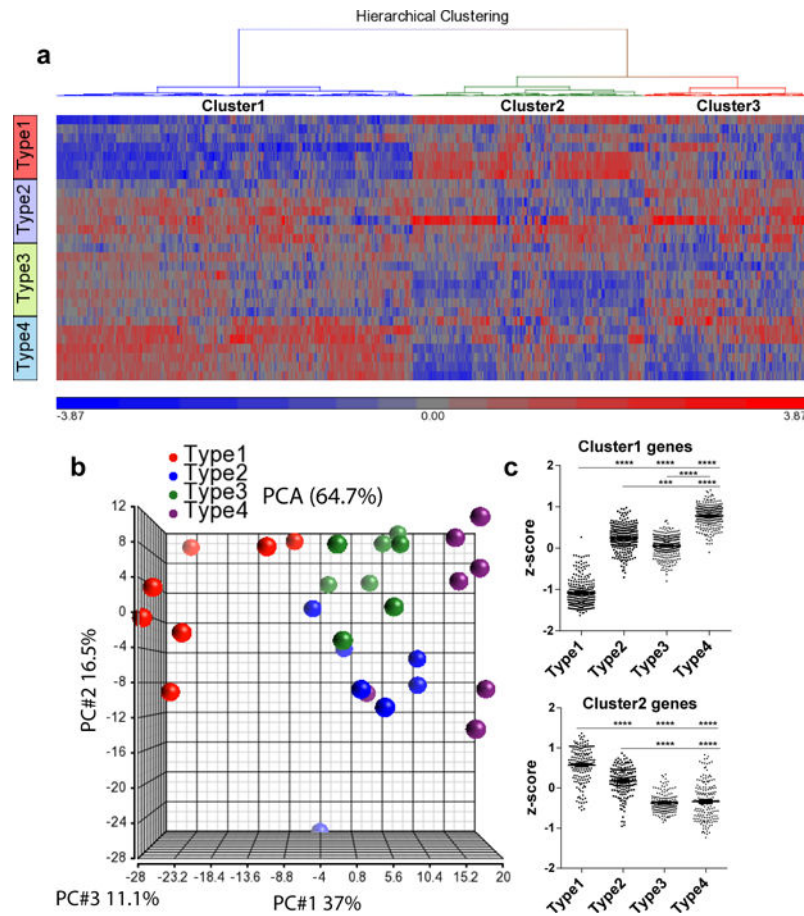 Hierarchical Clustering
a
Cluster1 Cluster2 Cluster3
Type1
Type2
Type3
Type4
-3.87 0.00 3.87
b
Type1
Type2
Type3
Type4
PCA (64.7%)
12
8
4
0
-4
-8
-12
-16
-20
-24
-28
PC#2 16.5%
-28 -23.2 -18.4 -13.6 -8.8 -4 0.8 5.6 10.4 15.2 20
PC#3 11.1% PC#1 37%
c
Cluster1 genes
**** **** ****
****
*** ****
2
1
0
-1
-2
z-score
Type1 Type2 Type3 Type4
Cluster2 genes
**** **** ****
**** ****
2
1
0
-1
-2
z-score
Type1 Type2 Type3 Type4